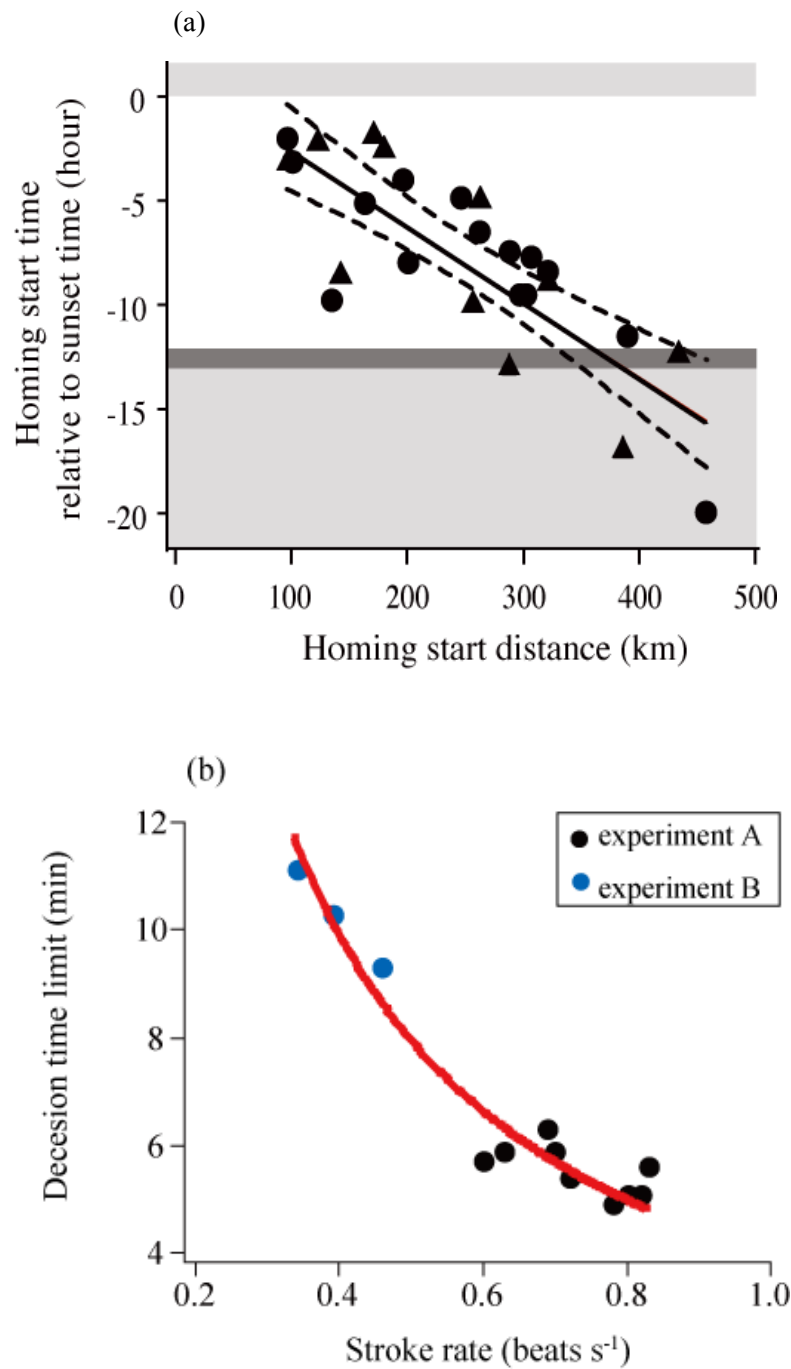 (a)
0
-5
-10
-15
-20
Homing start time
relative to sunset time (hour)
0 100 200 300 400 500
Homing start distance (km)
(b)
12
10
8
6
4
Decesion time limit (min)
experiment A
experiment B
0.2 0.4 0.6 0.8 1.0
Stroke rate (beats s⁻¹)